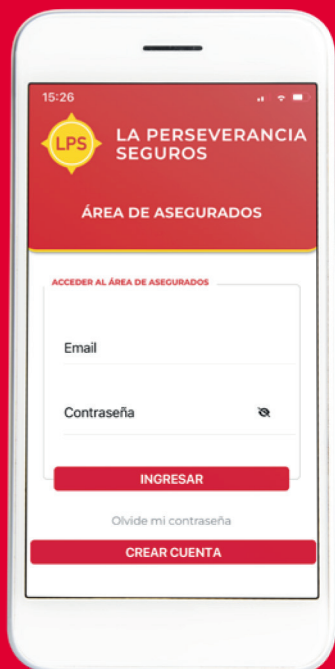 15:26
LPS
LA PERSEVERANCIA
SEGUROS
ÁREA DE ASEGURADOS
ACCEDER AL ÁREA DE ASEGURADOS
Email
Contraseña
INGRESAR
Olvide mi contraseña
CREAR CUENTA